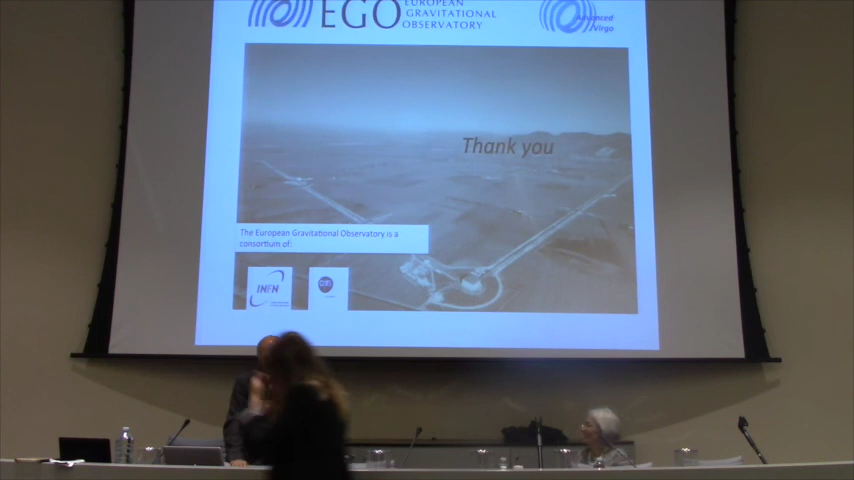 EGO
EUROPEAN
GRAVITATIONAL
OBSERVATORY
Advanced
Virgo
Thank you
The European Gravitational Observatory is a
consortium of:
INFN